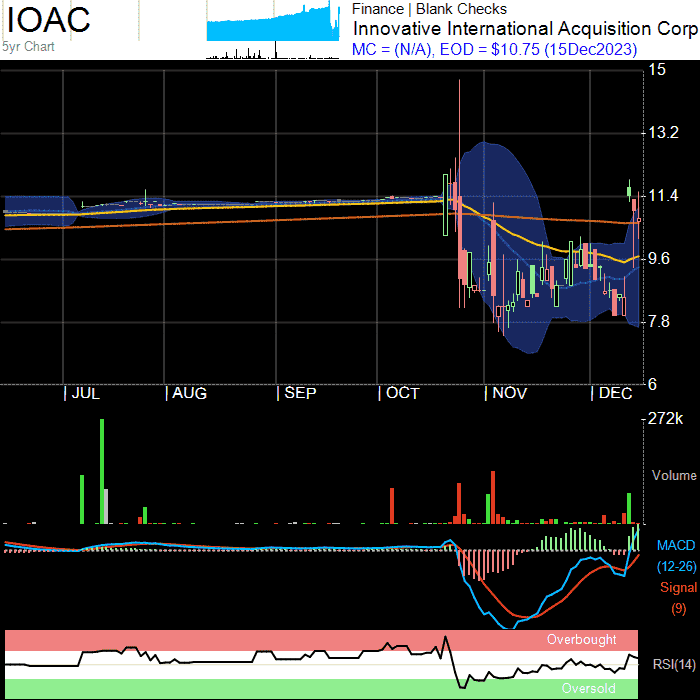 IOAC
5yr Chart
Finance | Blank Checks
Innovative International Acquisition Corp
MC = (N/A), EOD = $10.75 (15Dec2023)
15
13.2
11.4
9.6
7.8
6
JUL AUG SEP OCT NOV DEC
272k
Volume
MACD
(12-26)
Signal
(9)
Overbought
RSI(14)
Oversold